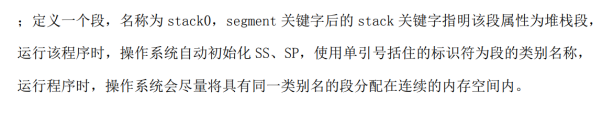 ；定义一个段，名称为 stack0，segment 关键字后的 stack 关键字指明该段属性为堆栈段，
运行该程序时，操作系统自动初始化 SS、SP，使用单引号括住的标识符为段的类别名称，
运行程序时，操作系统会尽量将具有同一类别名的段分配在连续的内存空间内。